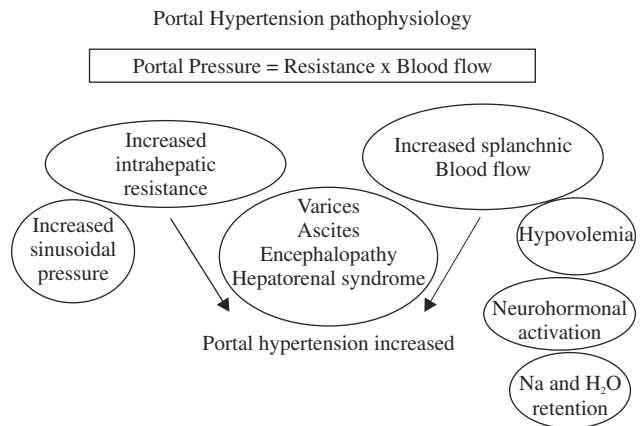 Portal Hypertension pathophysiology
Portal Pressure = Resistance x Blood flow
Increased
intrahepatic
resistance
Increased splanchnic
Blood flow
Increased
sinusoidal
pressure
Varices
Ascites
Encephalopathy
Hepatorenal syndrome
Hypovolemia
Neurohormonal
activation
Portal hypertension increased
Na and H₂O
retention